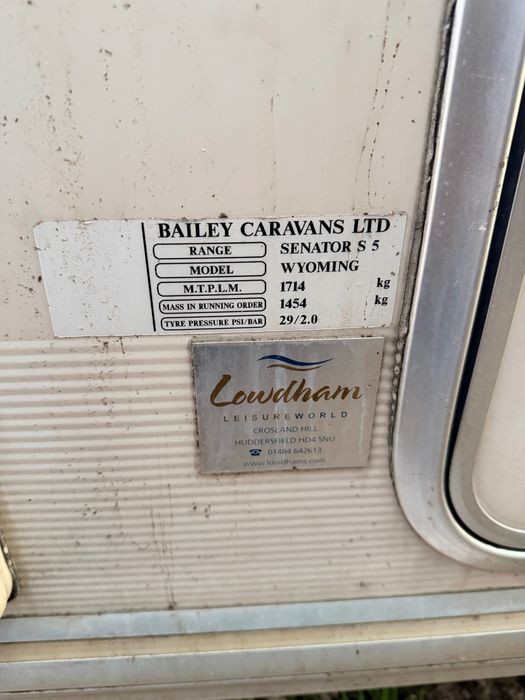 BAILEY CARAVANS LTD
RANGE SENATOR S 5
MODEL WYOMING
M.T.P.L.M. 1714 kg
MASS IN RUNNING ORDER 1454 kg
TYRE PRESSURE PSI/BAR 29/2.0
Lowdham
LEISUREWORLD
CROSLAND HILL
HUDDERSFIELD HD4 5NU
☎ 01484 642613
www.lowdhams.com